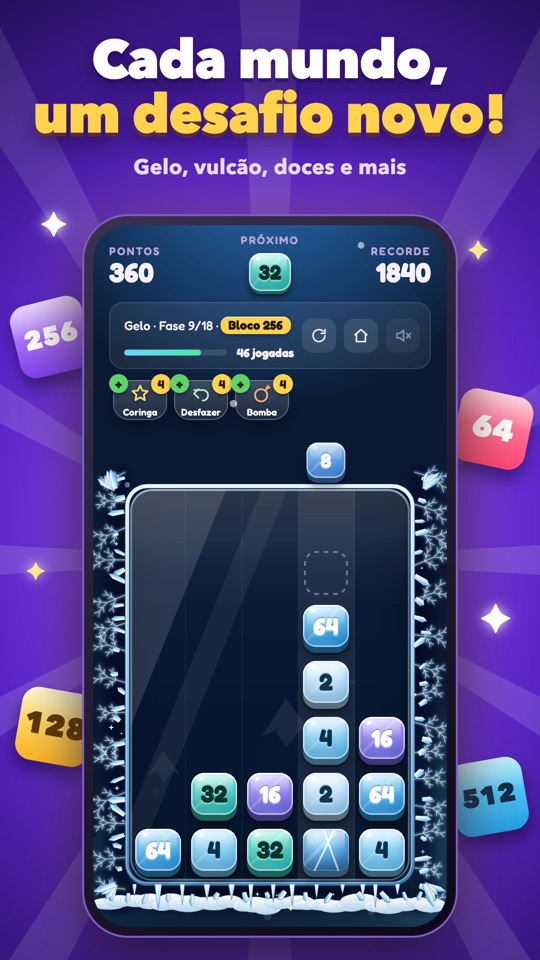 Cada mundo,
um desafio novo!
Gelo, vulcão, doces e mais
PONTOS
360
PRÓXIMO
32
RECORDE
1840
Gelo · Fase 9/18 · Bloco 256
46 jogadas
256
+ 4 + 4 + 4
Coringa Desfazer Bomba
64
8
64
2
4 16
128
32 16 2 64
512
64 4 32 4